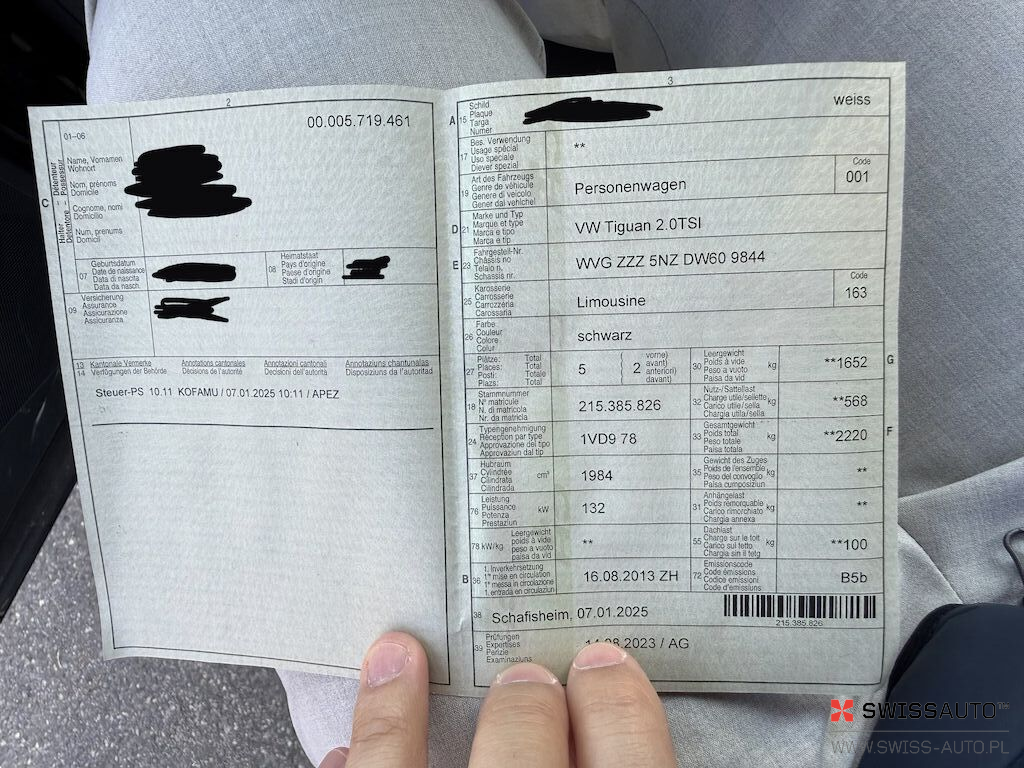 2
00.005.719.461
01–06
C
Détenteur Possessur
Halter Detentore
Name, Vornamen
Wohnort
Nom, prénoms
Domicile
Cognome, nomi
Domicilio
Num, prenums
Domicil
07
Geburtsdatum
Date de naissance
Data di nascita
Data da nasch.
08
Heimatstaat
Pays d'origine
Paese d'origine
Stadi d'origin
09
Versicherung
Assurance
Assicurazione
Assicuranza
13
14
Kantonale Vermerke
Verfügungen der Behörde
Annotations cantonales
Décisions de l'autorité
Annotazioni cantonali
Decisioni dell'autorità
Annotaziuns chantunalas
Disposiziuns da l'autoritad
Steuer-PS 10.11 KOFAMU / 07.01.2025 10:11 / APEZ
3
A
15
Schild
Plaque
Targa
Numer
weiss
17
Bes. Verwendung
Usage spécial
Uso speciale
Diever spezial
**
19
Art des Fahrzeugs
Genre de véhicule
Genere di veicolo
Gener dal vehichel
Personenwagen
Code
001
D
21
Marke und Typ
Marque et type
Marca e tipo
Marca e tip
VW Tiguan 2.0TSI
E
23
Fahrgestell-Nr.
Châssis no
Telaio n.
Schassis nr.
WVG ZZZ 5NZ DW60 9844
25
Karosserie
Carrosserie
Carrozzeria
Carossaria
Limousine
Code
163
26
Farbe
Couleur
Colore
Colur
schwarz
27
Plätze: Total
Places: Total
Posti: Totale
Plazs: Total
5
2
vorne)
avant)
anteriori)
davant)
30
Leergewicht
Poids à vide
Peso a vuoto
Paisa da vid
kg
**1652
G
18
Stammnummer
N° matricule
N. di matricola
Nr. da matricla
215.385.826
32
Nutz-/Sattellast
Charge utile/sellette
Carico utile/sella
Chargia utila/sella
kg
**568
24
Typengenehmigung
Réception par type
Approvazione del tipo
Approvaziun dal tip
1VD9 78
33
Gesamtgewicht
Poids total
Peso totale
Paisa totala
kg
**2220
F
37
Hubraum
Cylindrée
Cilindrata
Cilindrada
cm³
1984
35
Gewicht des Zuges
Poids de l'ensemble
Peso del convoglio
Paisa cumposiziun
kg
**
76
Leistung
Puissance
Potenza
Prestaziun
kW
132
31
Anhängelast
Poids remorquable
Carico rimorchiato
Chargia annexa
kg
**
78
kW/kg
Leergewicht
poids à vuoto
peso a vuoto
paisa da vid
**
55
Dachlast
Charge sur le toit
Carico sul tetto
Chargia sin il tetg
kg
**100
B
36
1. Inverkehrsetzung
1re mise en circulation
1a messa in circolazione
1. entrada en circulaziun
16.08.2013 ZH
72
Emissionscode
Code émissions
Codice emissioni
Code d'emissiuns
B5b
38
Schafisheim, 07.01.2025
215.385.826
39
Prüfungen
Expertises
Perizie
Examinaziuns
14.08.2023 / AG
SWISSAUTO
WWW.SWISS-AUTO.PL